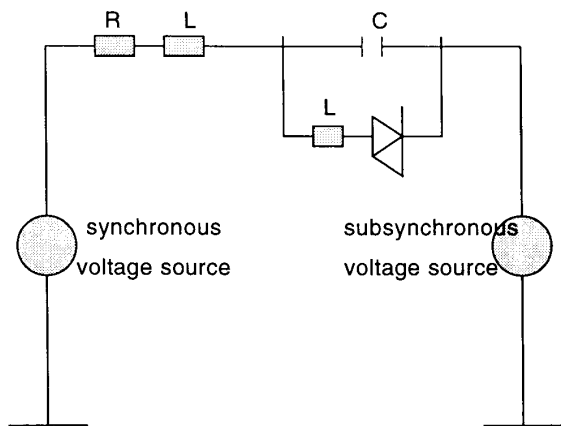 R L C
L
synchronous
voltage source
subsynchronous
voltage source